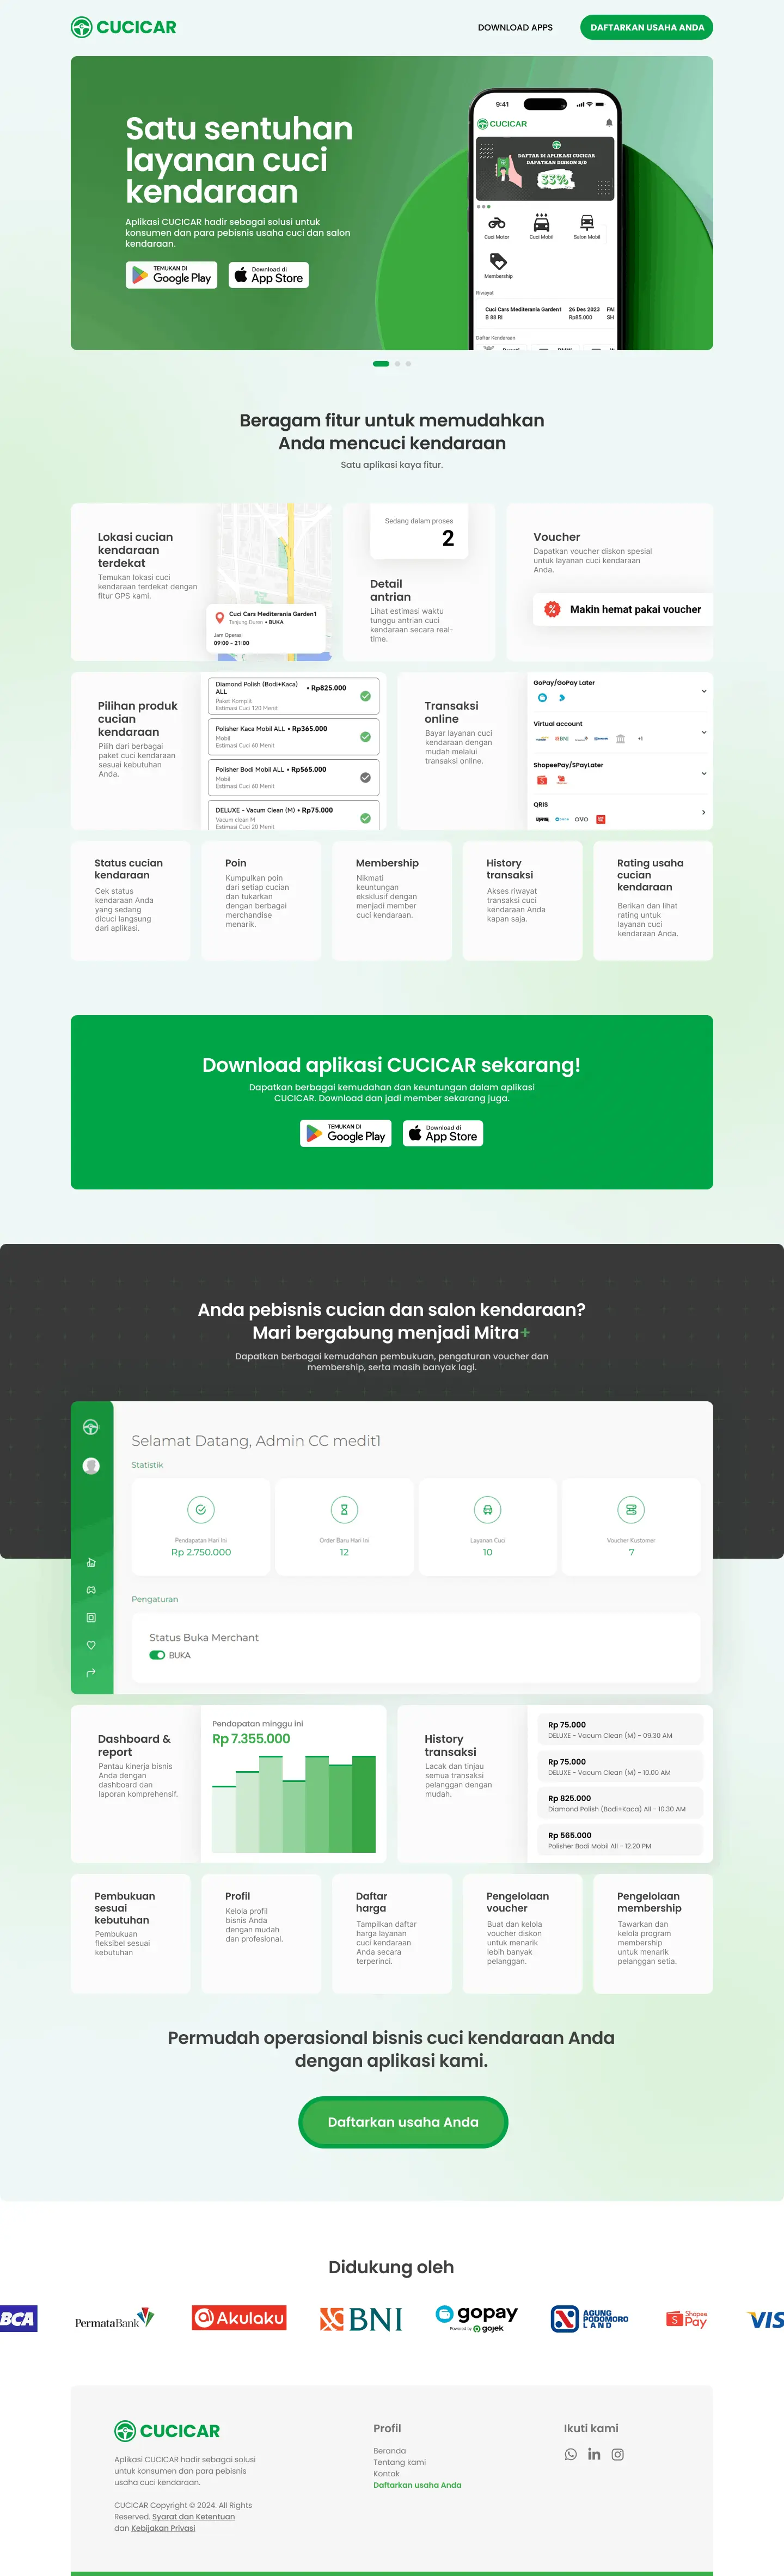 CUCICAR
DOWNLOAD APPS
DAFTARKAN USAHA ANDA
Satu sentuhan
layanan cuci
kendaraan
Aplikasi CUCICAR hadir sebagai solusi untuk
konsumen dan para pebisnis usaha cuci dan salon
kendaraan.
TEMUKAN DI
Google Play
Download di
App Store
9:41
CUCICAR
DAFTAR DI APLIKASI CUCICAR
DAPATKAN DISKON S/D
33%
Cuci Motor
Cuci Mobil
Salon Mobil
Membership
Riwayat
Cuci Cars Mediterania Garden1
26 Des 2023
FAI
B 88 RI
Rp85.000
SH
Daftar Kendaraan
Beragam fitur untuk memudahkan
Anda mencuci kendaraan
Satu aplikasi kaya fitur.
Lokasi cucian
kendaraan
terdekat
Temukan lokasi cuci
kendaraan terdekat dengan
fitur GPS kami.
Cuci Cars Mediterania Garden1
Tanjung Duren • BUKA
Jam Operasi
09:00 - 21:00
Sedang dalam proses
2
Detail
antrian
Lihat estimasi waktu
tunggu antrian cuci
kendaraan secara real-
time.
Voucher
Dapatkan voucher diskon spesial
untuk layanan cuci kendaraan
Anda.
Makin hemat pakai voucher
Pilihan produk
cucian
kendaraan
Pilih dari berbagai
paket cuci kendaraan
sesuai kebutuhan
Anda.
Diamond Polish (Bodi+Kaca)
ALL
• Rp825.000
Paket Komplit
Estimasi Cuci 120 Menit
Polisher Kaca Mobil ALL • Rp365.000
Mobil
Estimasi Cuci 60 Menit
Polisher Bodi Mobil ALL • Rp565.000
Mobil
Estimasi Cuci 60 Menit
DELUXE - Vacum Clean (M) • Rp75.000
Vacum clean M
Estimasi Cuci 20 Menit
Transaksi
online
Bayar layanan cuci
kendaraan dengan
mudah melalui
transaksi online.
GoPay/GoPay Later
Virtual account
BNI
+1
ShopeePay/SPayLater
QRIS
OVO
Status cucian
kendaraan
Cek status
kendaraan Anda
yang sedang
dicuci langsung
dari aplikasi.
Poin
Kumpulkan poin
dari setiap cucian
dan tukarkan
dengan berbagai
merchandise
menarik.
Membership
Nikmati
keuntungan
eksklusif dengan
menjadi member
cuci kendaraan.
History
transaksi
Akses riwayat
transaksi cuci
kendaraan Anda
kapan saja.
Rating usaha
cucian
kendaraan
Berikan dan lihat
rating untuk
layanan cuci
kendaraan Anda.
Download aplikasi CUCICAR sekarang!
Dapatkan berbagai kemudahan dan keuntungan dalam aplikasi
CUCICAR. Download dan jadi member sekarang juga.
TEMUKAN DI
Google Play
Download di
App Store
Anda pebisnis cucian dan salon kendaraan?
Mari bergabung menjadi Mitra+
Dapatkan berbagai kemudahan pembukuan, pengaturan voucher dan
membership, serta masih banyak lagi.
Selamat Datang, Admin CC medit1
Statistik
Pendapatan Hari Ini
Rp 2.750.000
Order Baru Hari Ini
12
Layanan Cuci
10
Voucher Kustomer
7
Pengaturan
Status Buka Merchant
BUKA
Dashboard &
report
Pantau kinerja bisnis
Anda dengan
dashboard dan
laporan komprehensif.
Pendapatan minggu ini
Rp 7.355.000
History
transaksi
Lacak dan tinjau
semua transaksi
pelanggan dengan
mudah.
Rp 75.000
DELUXE - Vacum Clean (M) - 09.30 AM
Rp 75.000
DELUXE - Vacum Clean (M) - 10.00 AM
Rp 825.000
Diamond Polish (Bodi+Kaca) All - 10.30 AM
Rp 565.000
Polisher Bodi Mobil All - 12.20 PM
Pembukuan
sesuai
kebutuhan
Pembukuan
fleksibel sesuai
kebutuhan
Profil
Kelola profil
bisnis Anda
dengan mudah
dan profesional.
Daftar
harga
Tampilkan daftar
harga layanan
cuci kendaraan
Anda secara
terperinci.
Pengelolaan
voucher
Buat dan kelola
voucher diskon
untuk menarik
lebih banyak
pelanggan.
Pengelolaan
membership
Tawarkan dan
kelola program
membership
untuk menarik
pelanggan setia.
Permudah operasional bisnis cuci kendaraan Anda
dengan aplikasi kami.
Daftarkan usaha Anda
Didukung oleh
BCA
PermataBank
Akulaku
BNI
gopay
Powered by gojek
AGUNG
PODOMORO
LAND
Shopee
Pay
VIS
CUCICAR
Aplikasi CUCICAR hadir sebagai solusi
untuk konsumen dan para pebisnis
usaha cuci kendaraan.
CUCICAR Copyright © 2024. All Rights
Reserved. Syarat dan Ketentuan
dan Kebijakan Privasi
Profil
Beranda
Tentang kami
Kontak
Daftarkan usaha Anda
Ikuti kami